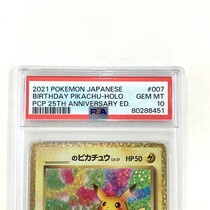 2021 POKEMON JAPANESE #007
BIRTHDAY PIKACHU-HOLO GEM MT
PCP 25TH ANNIVERSARY ED. 10
PSA 80286451
のピカチュウ HP50